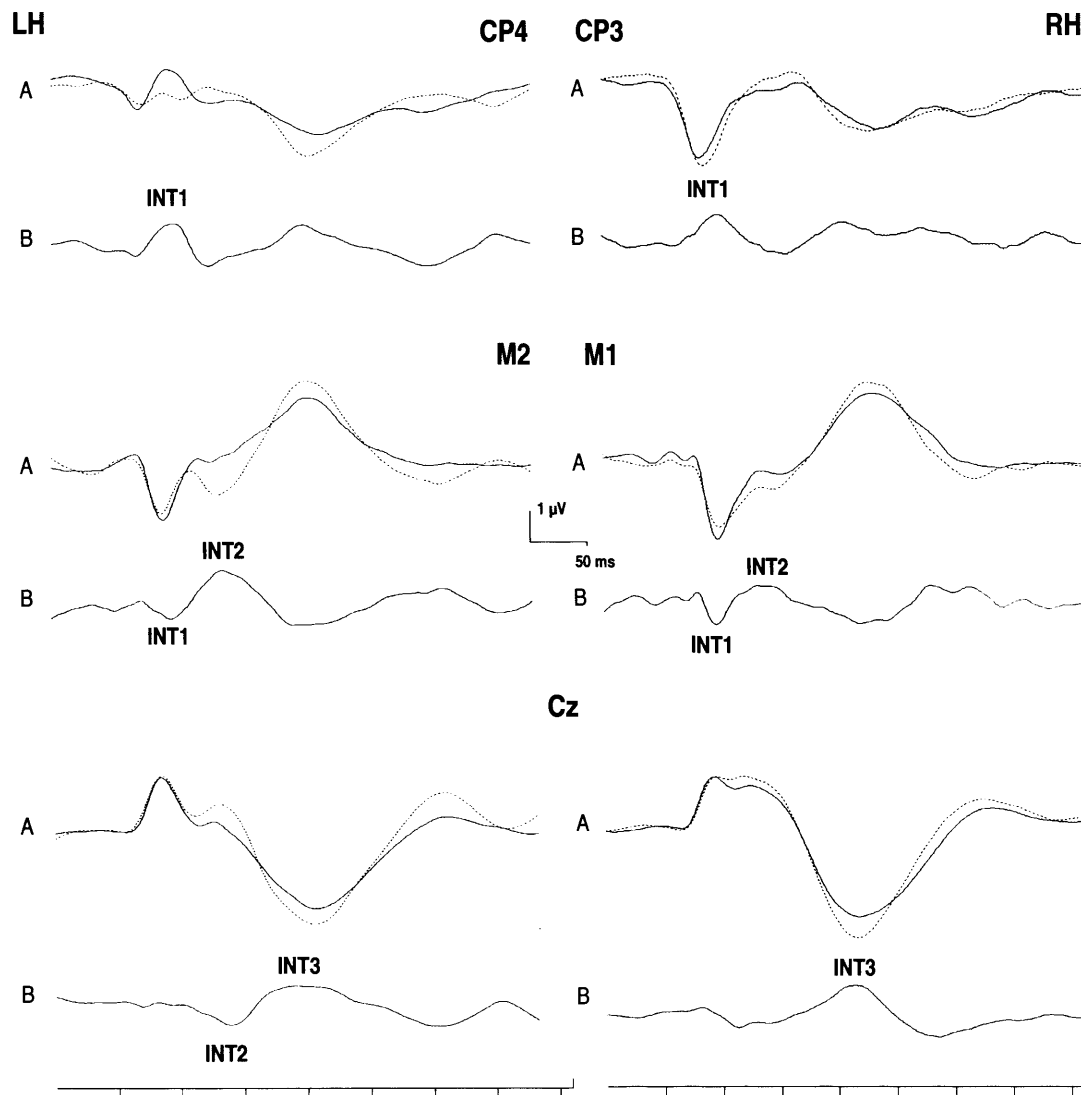 LH CP4 CP3 RH
A A
INT1 INT1
B B
M2 M1
A A
1 µV
50 ms
INT2 INT2
B B
INT1 INT1
Cz
A A
INT3 INT3
B B
INT2